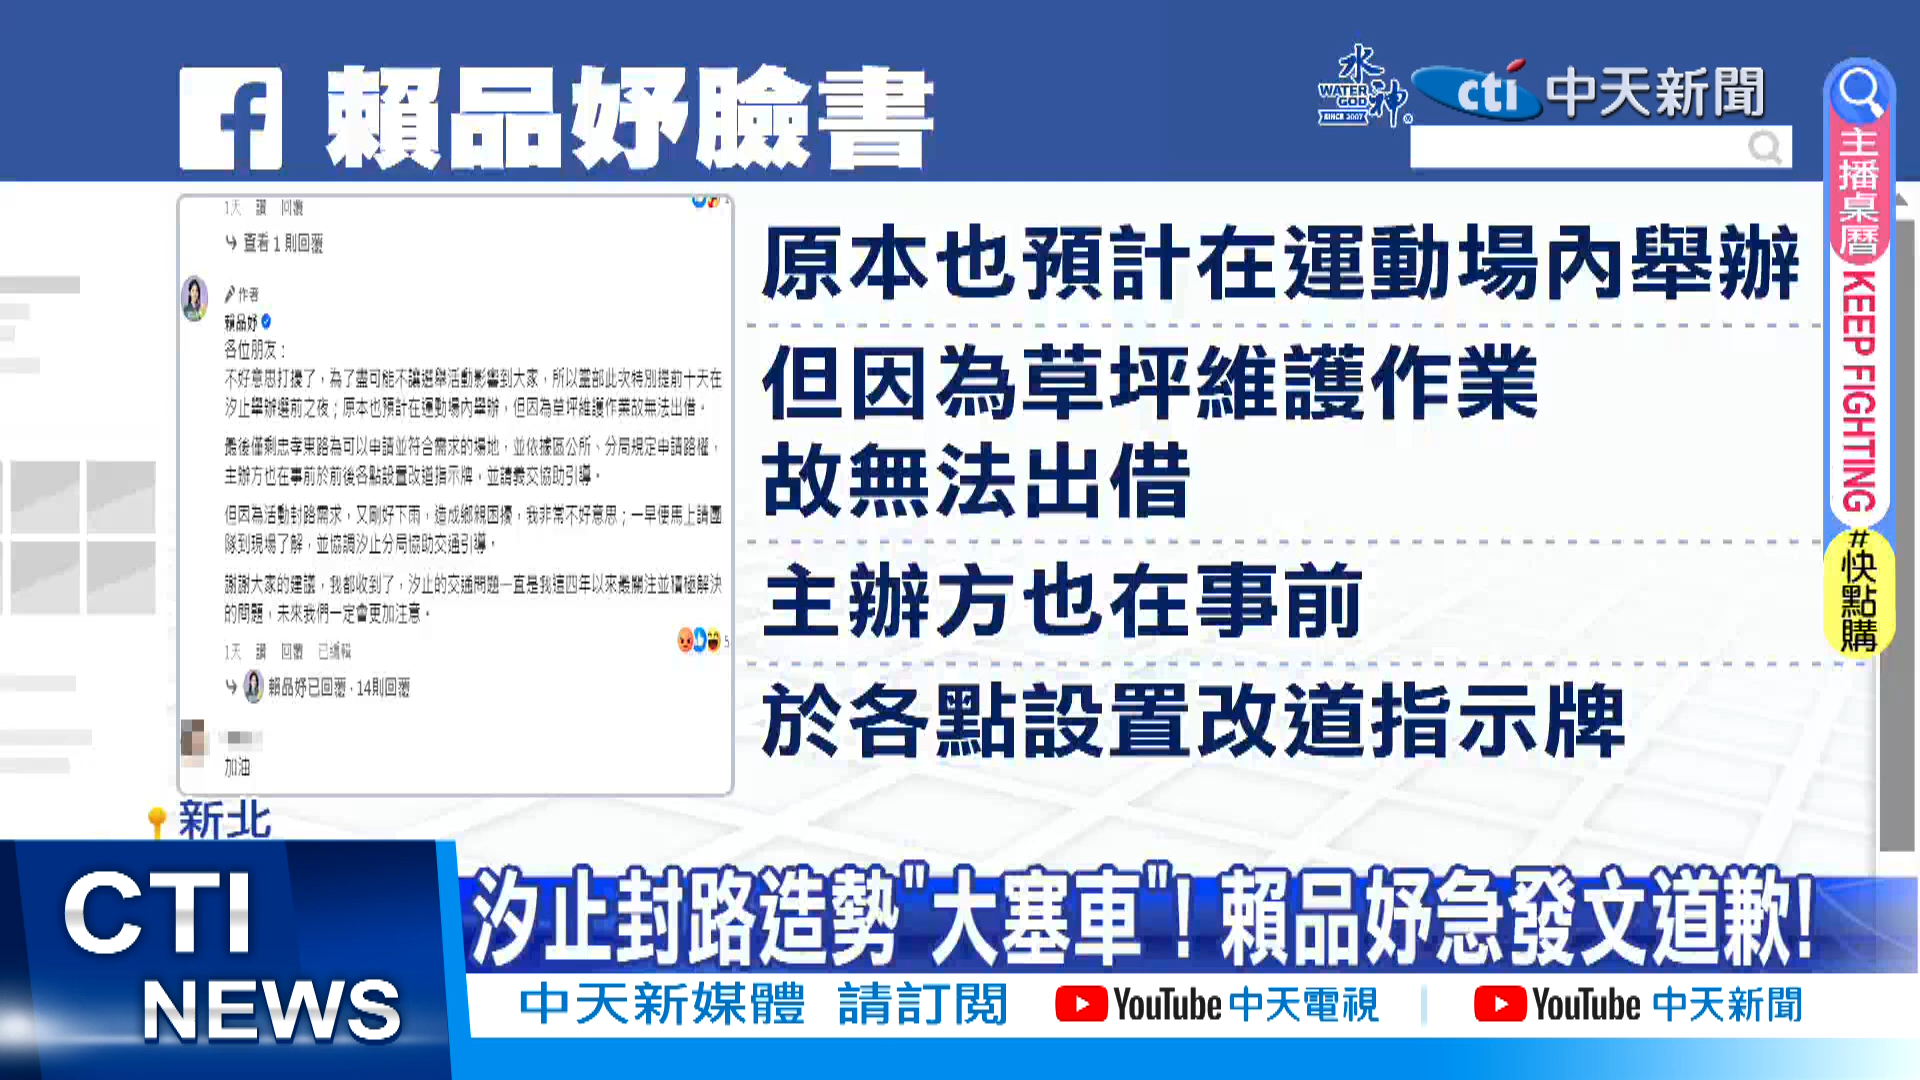 賴品妤臉書
水神
WATER GOD
SINCE 2007
cti 中天新聞
主播桌曆
KEEP FIGHTING
#快點購
1天 讚 回覆
查看1則回覆
作者
賴品妤
各位朋友：
不好意思打擾了，為了盡可能不讓選舉活動影響到大家，所以黨部此次特別提前十天在
汐止舉辦選前之夜；原本也預計在運動場內舉辦，但因為草坪維護作業故無法出借。
最後僅剩忠孝東路為可以申請並符合需求的場地，並依據區公所、分局規定申請路權，
主辦方也在事前於前後各點設置改道指示牌，並請義交協助引導。
但因為活動封路需求，又剛好下雨，造成鄉親困擾，我非常不好意思；一早便馬上請團
隊到現場了解，並協調汐止分局協助交通引導。
謝謝大家的建議，我都收到了，汐止的交通問題一直是我這四年以來最關注並積極解決
的問題，未來我們一定會更加注意。
1天 讚 回覆 已編輯
5
賴品妤已回覆·14則回覆
加油
原本也預計在運動場內舉辦
但因為草坪維護作業
故無法出借
主辦方也在事前
於各點設置改道指示牌
新北
CTI
NEWS
汐止封路造勢"大塞車"！賴品妤急發文道歉！
中天新媒體 請訂閱 YouTube 中天電視 | YouTube 中天新聞